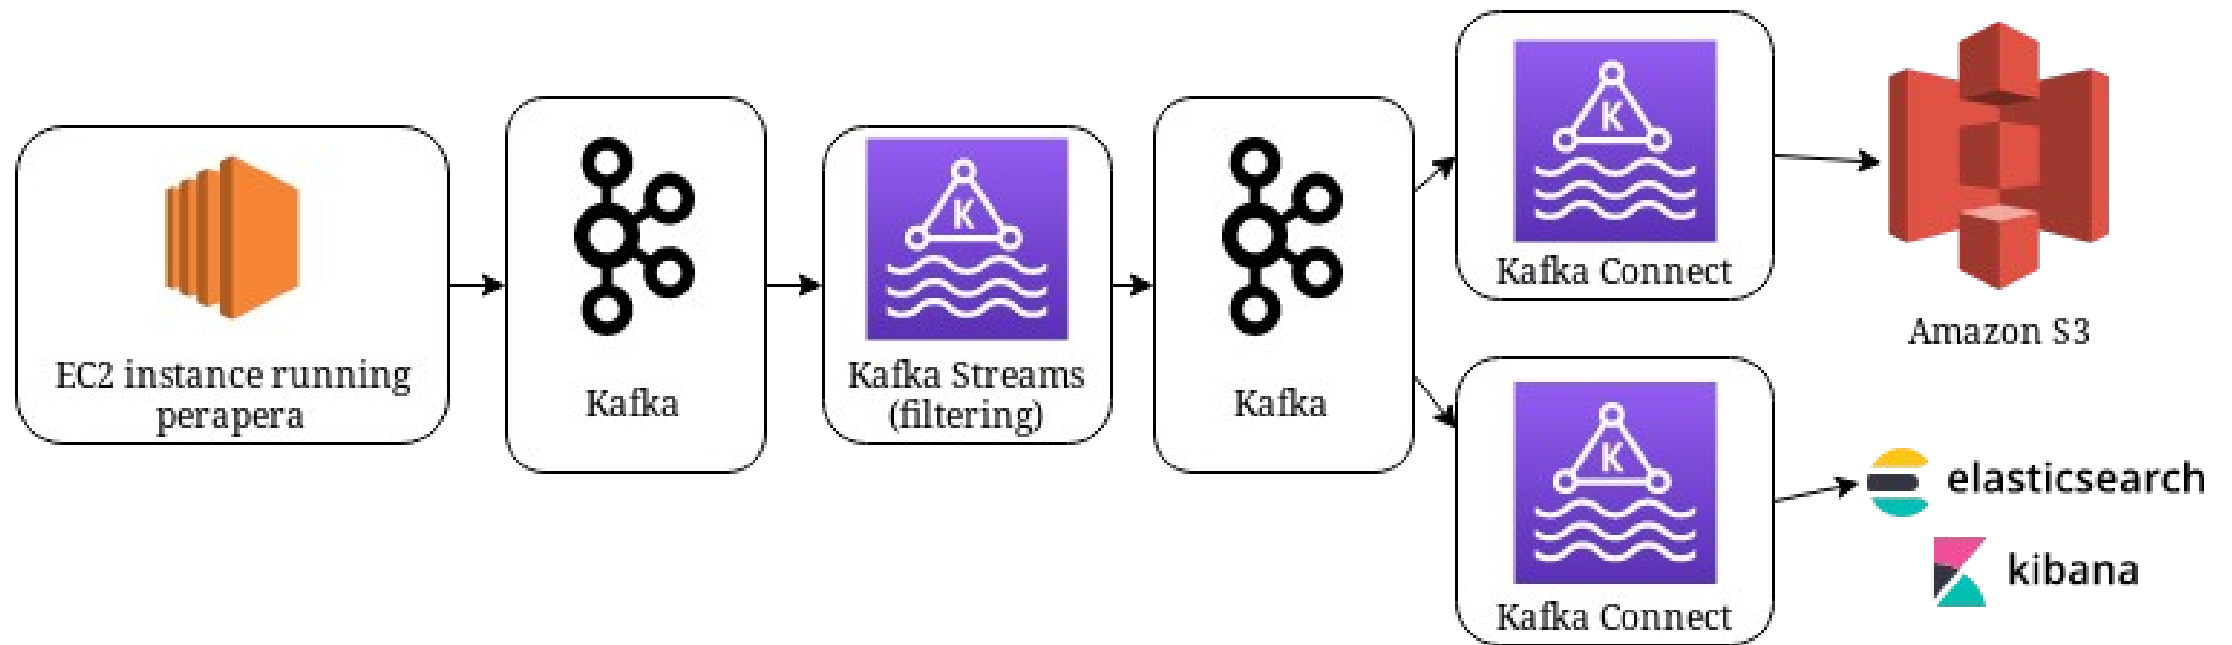 EC2 instance running
perapera
Kafka
K
Kafka Streams
(filtering)
Kafka
K
Kafka Connect
Amazon S3
K
Kafka Connect
elasticsearch
kibana